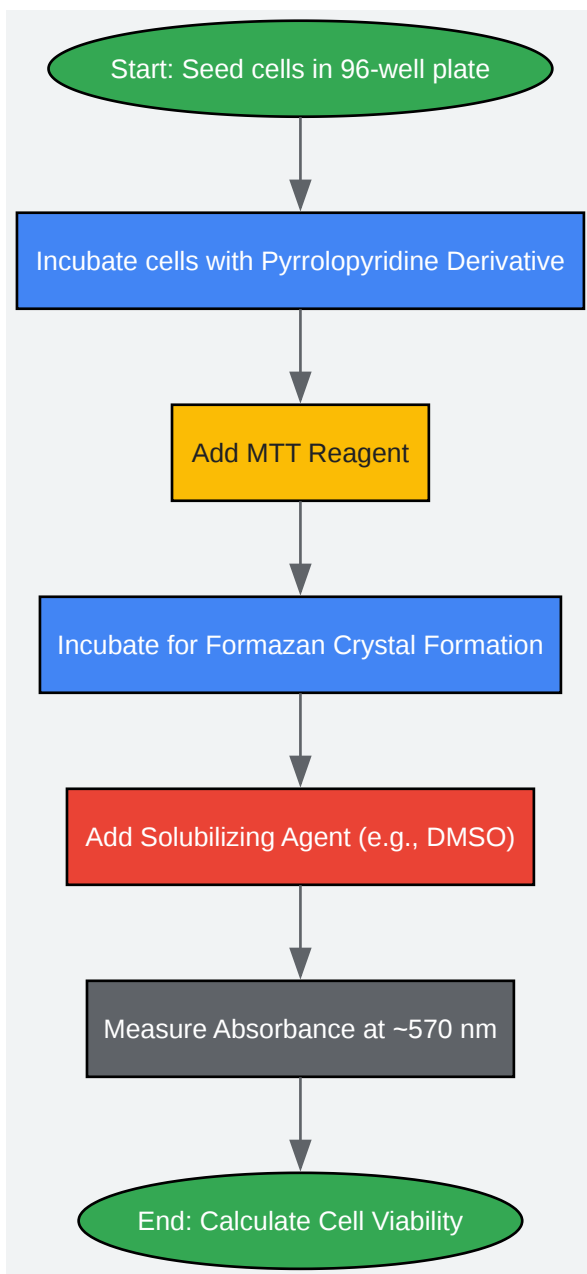 Start: Seed cells in 96-well plate
Incubate cells with Pyrrolopyridine Derivative
Add MTT Reagent
Incubate for Formazan Crystal Formation
Add Solubilizing Agent (e.g., DMSO)
Measure Absorbance at ~570 nm
End: Calculate Cell Viability